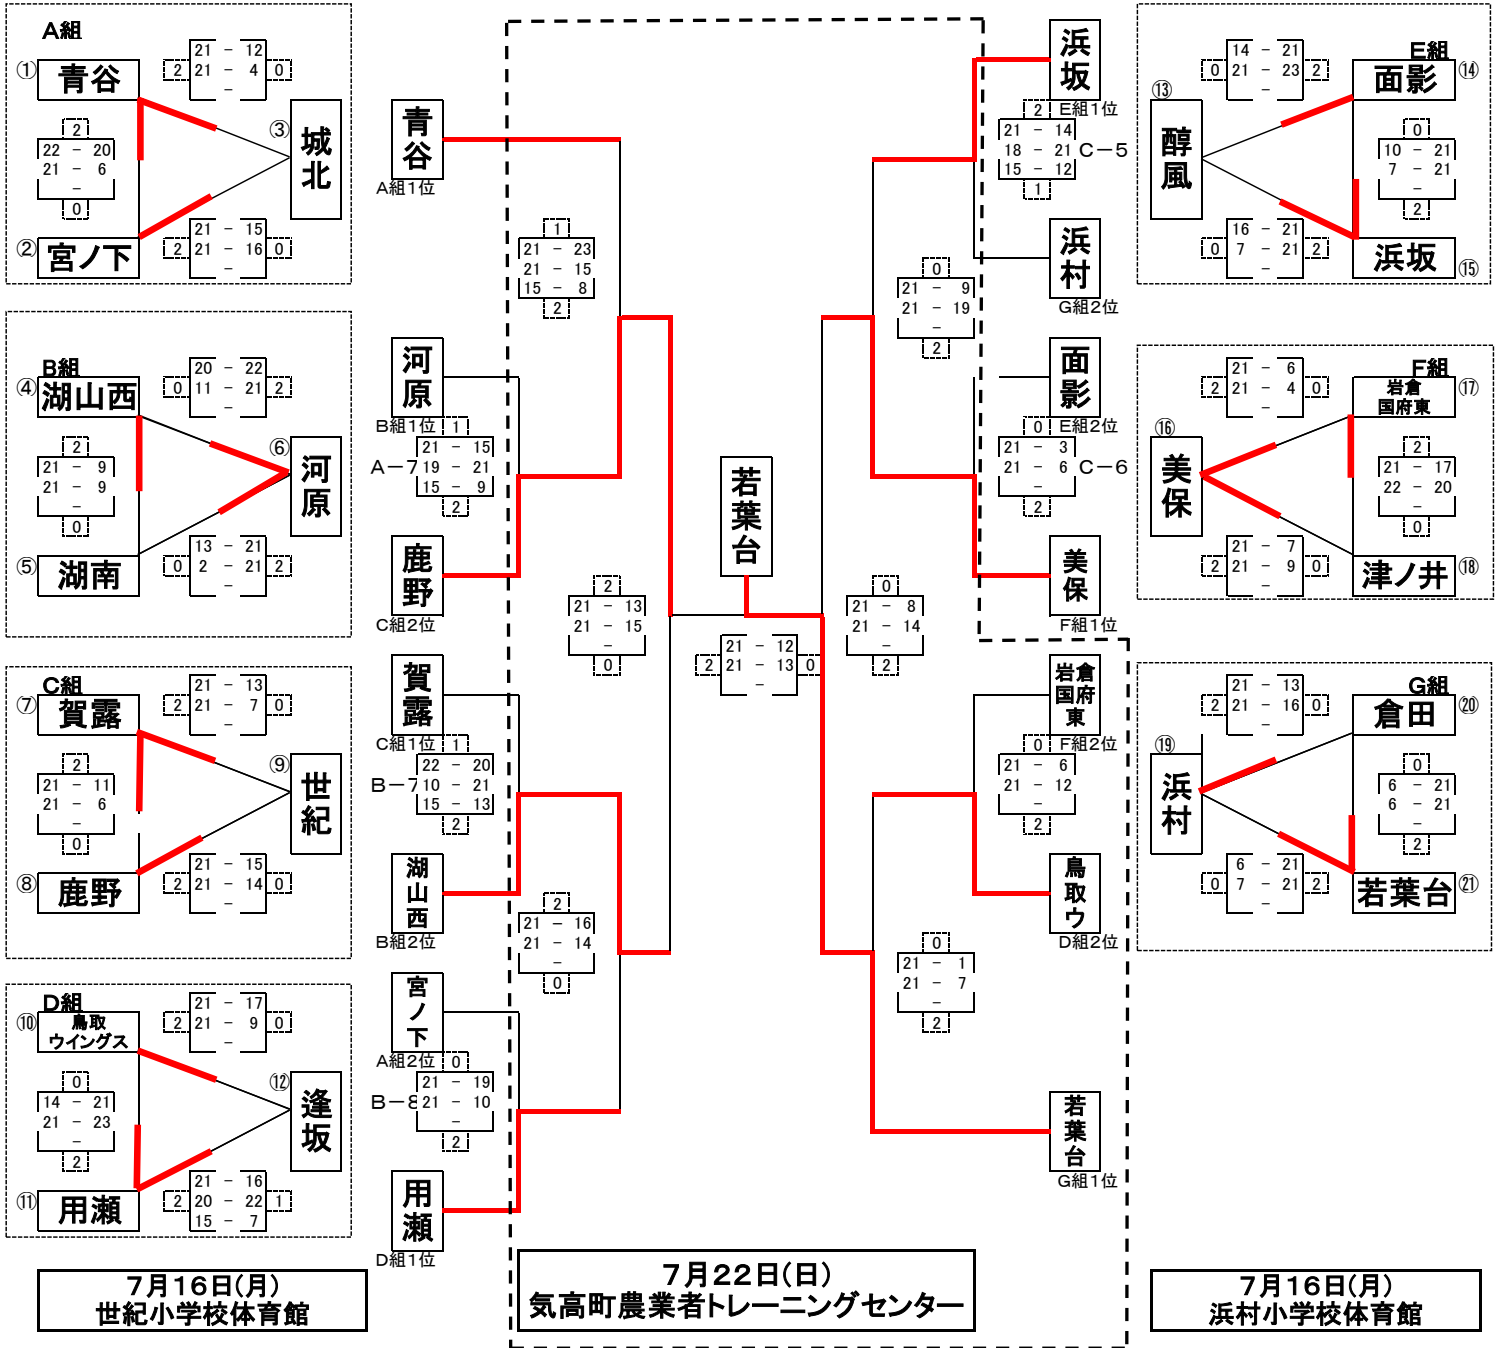 A組
① 青谷
21 - 12
2 21 - 4 0
-
③ 城北
2
22 - 20
21 - 6
-
0
② 宮ノ下
21 - 15
2 21 - 16 0
-
B組
④ 湖山西
20 - 22
0 11 - 21 2
-
⑥ 河原
2
21 - 9
21 - 9
-
0
⑤ 湖南
13 - 21
0 2 - 21 2
-
C組
⑦ 賀露
21 - 13
2 21 - 7 0
-
⑨ 世紀
2
21 - 11
21 - 6
-
0
⑧ 鹿野
21 - 15
2 21 - 14 0
-
D組
⑩ 鳥取
ウイングス
21 - 17
2 21 - 9 0
-
⑫ 逢坂
0
14 - 21
21 - 23
-
2
⑪ 用瀬
21 - 16
2 20 - 22 1
15 - 7
7月16日(月)
世紀小学校体育館
青谷
A組1位
1
21 - 23
21 - 15
15 - 8
2
河原
B組1位
1
A-7
21 - 15
19 - 21
15 - 9
2
鹿野
C組2位
2
21 - 13
21 - 15
-
0
賀露
C組1位
1
B-7
22 - 20
10 - 21
15 - 13
2
湖山西
B組2位
2
21 - 16
21 - 14
-
0
宮ノ下
A組2位
0
B-8
21 - 19
21 - 10
-
2
用瀬
D組1位
若葉台
21 - 12
2 21 - 13 0
-
7月22日(日)
気高町農業者トレーニングセンター
浜坂
E組1位
2
21 - 14
18 - 21
15 - 12
1
C-5
浜村
G組2位
0
21 - 9
21 - 19
-
2
面影
E組2位
0
21 - 3
21 - 6
-
2
C-6
美保
F組1位
0
21 - 8
21 - 14
-
2
岩倉
国府
東
F組2位
0
21 - 6
21 - 12
-
2
鳥取ウ
D組2位
0
21 - 1
21 - 7
-
2
若葉台
G組1位
E組
14 - 21
0 21 - 23 2
-
面影 ⑭
⑬ 醇風
0
10 - 21
7 - 21
-
2
16 - 21
0 7 - 21 2
-
浜坂 ⑮
F組
21 - 6
2 21 - 4 0
-
岩倉
国府東 ⑰
⑯ 美保
2
21 - 17
22 - 20
-
0
21 - 7
2 21 - 9 0
-
津ノ井 ⑱
G組
21 - 13
2 21 - 16 0
-
倉田 ⑳
⑲ 浜村
0
6 - 21
6 - 21
-
2
6 - 21
0 7 - 21 2
-
若葉台 ㉑
7月16日(月)
浜村小学校体育館